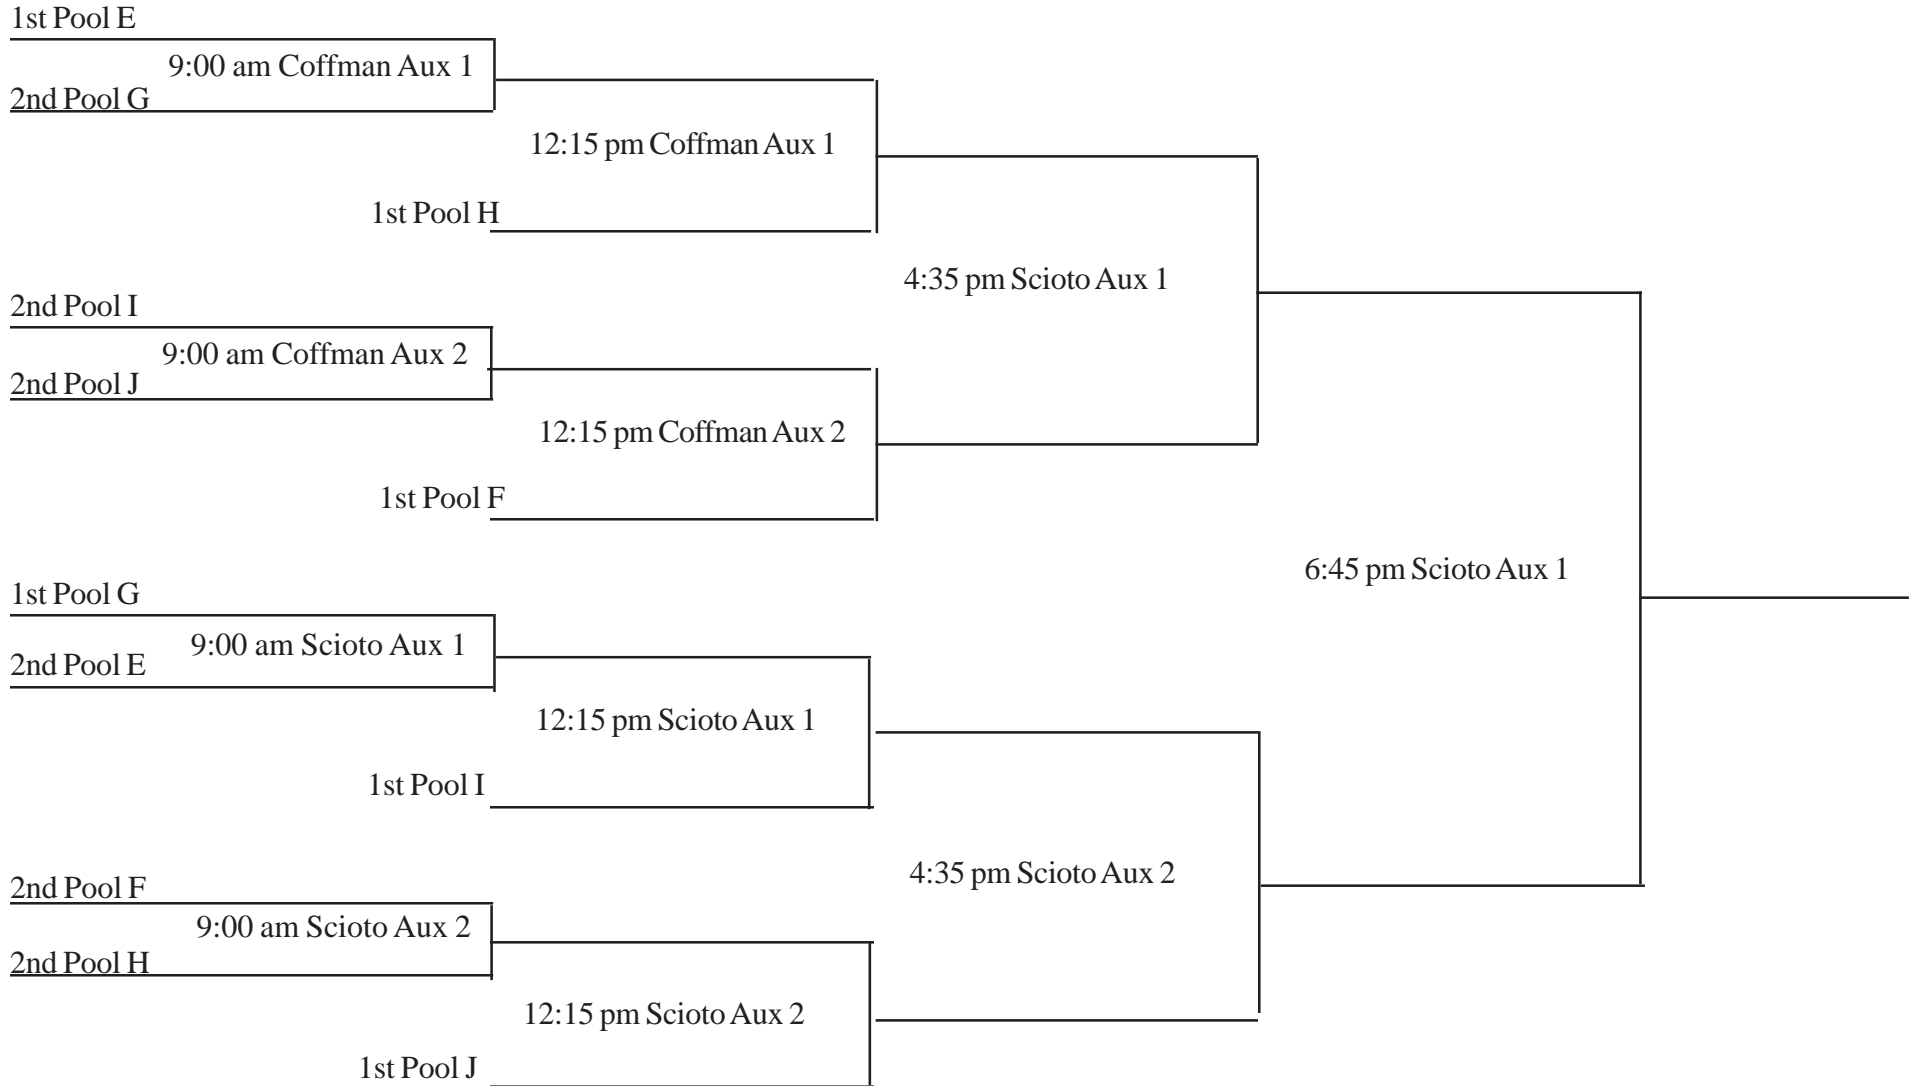 1st Pool E
9:00 am Coffman Aux 1
2nd Pool G
12:15 pm Coffman Aux 1
1st Pool H
4:35 pm Scioto Aux 1
2nd Pool I
9:00 am Coffman Aux 2
2nd Pool J
12:15 pm Coffman Aux 2
1st Pool F
6:45 pm Scioto Aux 1
1st Pool G
9:00 am Scioto Aux 1
2nd Pool E
12:15 pm Scioto Aux 1
1st Pool I
4:35 pm Scioto Aux 2
2nd Pool F
9:00 am Scioto Aux 2
2nd Pool H
12:15 pm Scioto Aux 2
1st Pool J